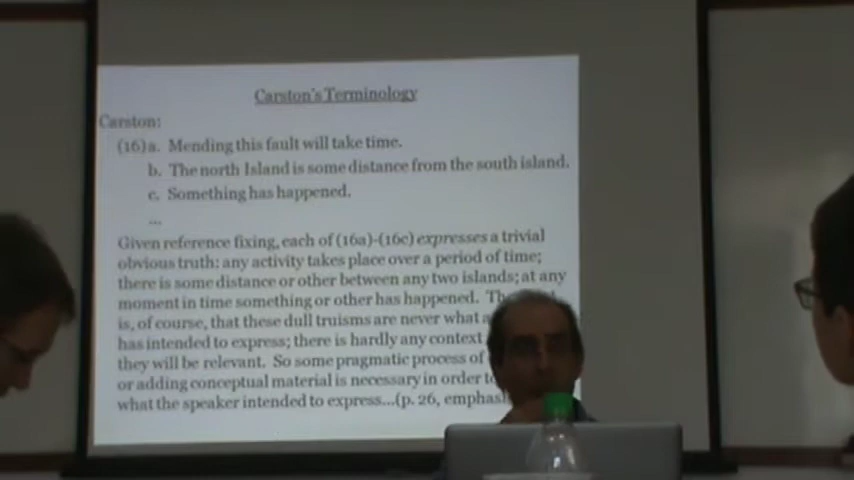 Carston's Terminology
Carston:
(16)a. Mending this fault will take time.
b. The north Island is some distance from the south island.
c. Something has happened.
...
Given reference fixing, each of (16a)-(16c) expresses a trivial
obvious truth: any activity takes place over a period of time;
there is some distance or other between any two islands; at any
moment in time something or other has happened.
is, of course, that these dull truisms are never what
has intended to express; there is hardly any context
they will be relevant. So some pragmatic process of
or adding conceptual material is necessary in order to
what the speaker intended to express...(p. 26,